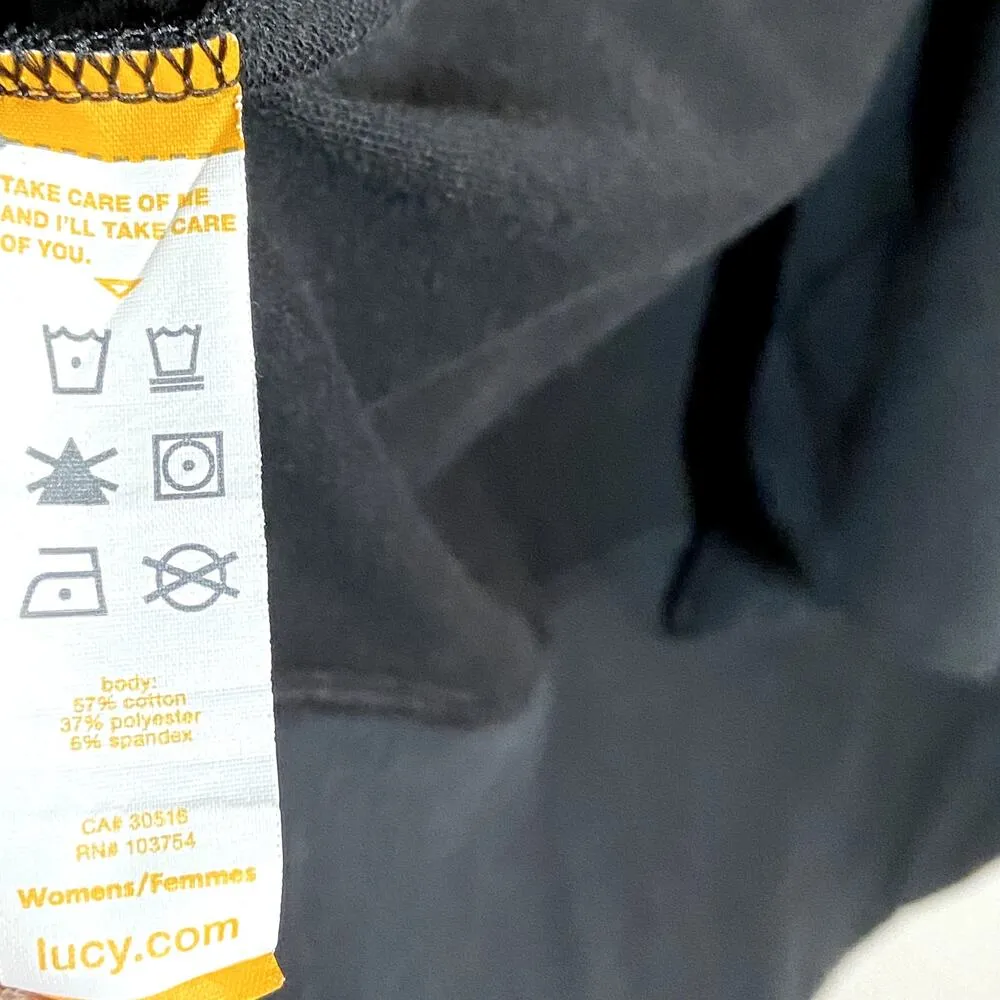 TAKE CARE OF ME
AND I'LL TAKE CARE
OF YOU.
body:
57% cotton
37% polyester
6% spandex
CA# 30516
RN# 103754
Womens/Femmes
lucy.com